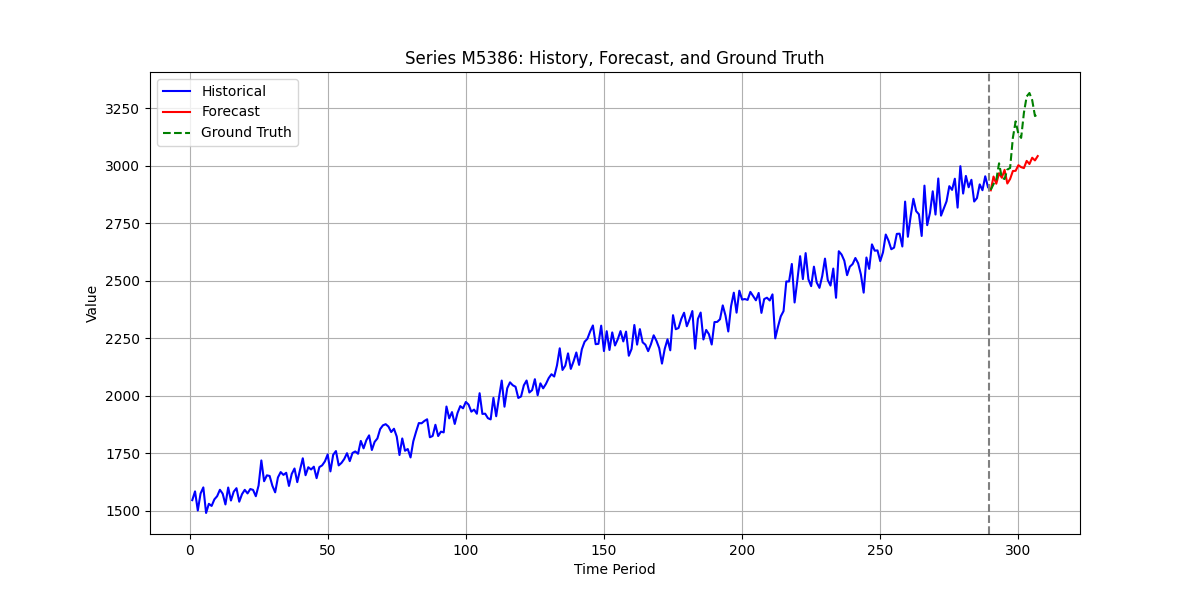 Series M5386: History, Forecast, and Ground Truth
Historical
Forecast
Ground Truth
Value
3250
3000
2750
2500
2250
2000
1750
1500
0 50 100 150 200 250 300
Time Period